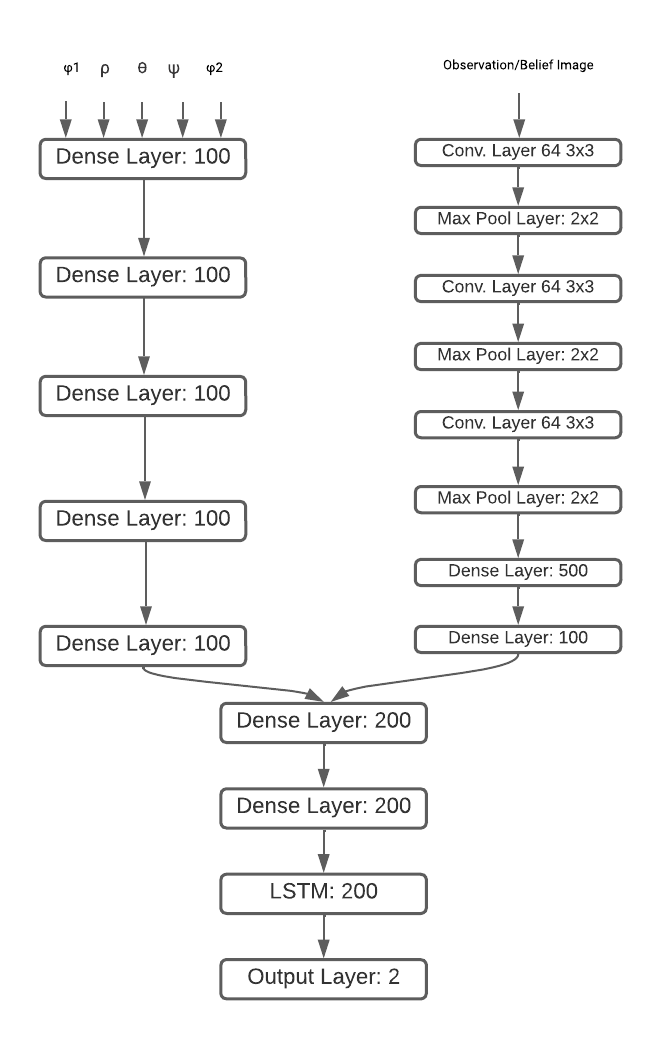 φ1 ρ θ ψ φ2
Dense Layer: 100
Dense Layer: 100
Dense Layer: 100
Dense Layer: 100
Dense Layer: 100
Observation/Belief Image
Conv. Layer 64 3x3
Max Pool Layer: 2x2
Conv. Layer 64 3x3
Max Pool Layer: 2x2
Conv. Layer 64 3x3
Max Pool Layer: 2x2
Dense Layer: 500
Dense Layer: 100
Dense Layer: 200
Dense Layer: 200
LSTM: 200
Output Layer: 2